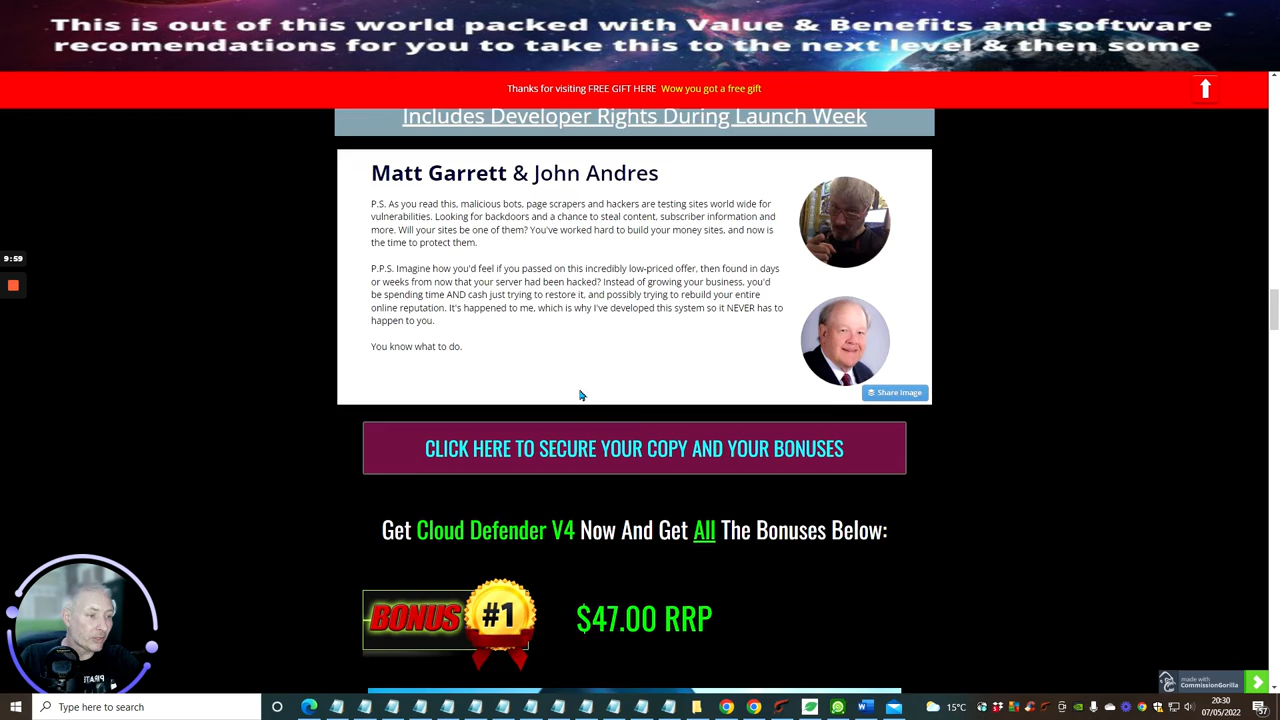 This is out of this world packed with Value & Benefits and software
recomendations for you to take this to the next level & then some
Thanks for visiting FREE GIFT HERE Wow you got a free gift
Includes Developer Rights During Launch Week
Matt Garrett & John Andres
P.S. As you read this, malicious bots, page scrapers and hackers are testing sites world wide for
vulnerabilities. Looking for backdoors and a chance to steal content, subscriber information and
more. Will your sites be one of them? You've worked hard to build your money sites, and now is
the time to protect them.
P.P.S. Imagine how you'd feel if you passed on this incredibly low-priced offer, then found in days
or weeks from now that your server had been hacked? Instead of growing your business, you'd
be spending time AND cash just trying to restore it, and possibly trying to rebuild your entire
online reputation. It's happened to me, which is why I've developed this system so it NEVER has to
happen to you.
You know what to do.
Share Image
9:59
CLICK HERE TO SECURE YOUR COPY AND YOUR BONUSES
Get Cloud Defender V4 Now And Get All The Bonuses Below:
BONUS #1 $47.00 RRP
made with
COMMISSIONGORILLA
Type here to search
15°C
20:30
07/05/2022